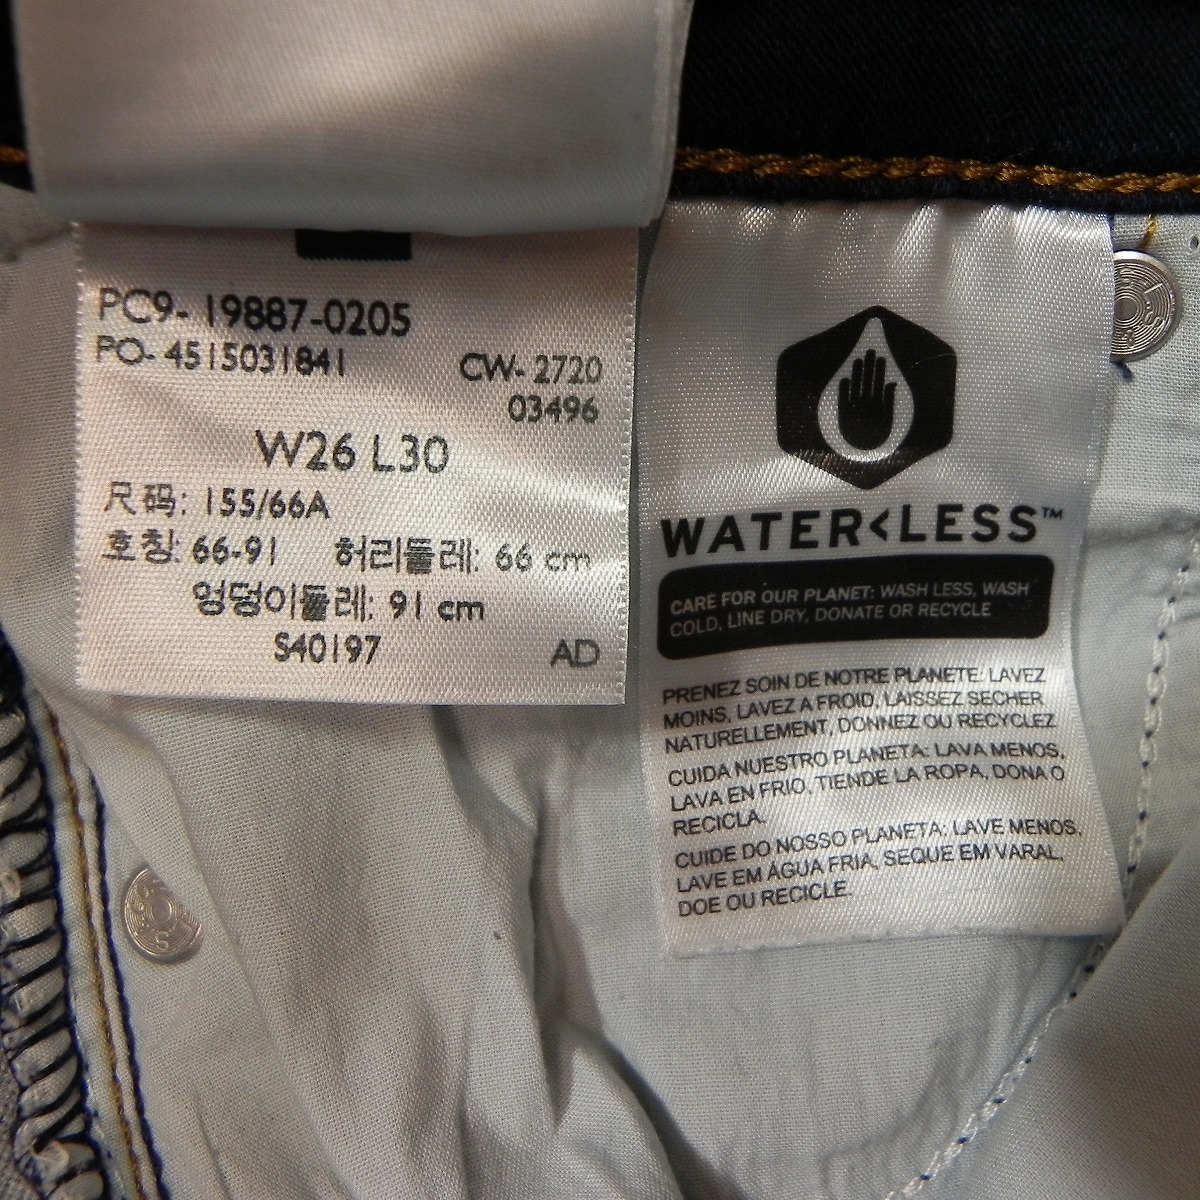 PC9- 19887-0205
PO- 4515031841 CW- 2720
03496
W26 L30
尺码: 155/66A
호칭: 66-91 허리둘레: 66 cm
엉덩이둘레: 91 cm
S40197 AD
WATER<LESS™
CARE FOR OUR PLANET: WASH LESS, WASH
COLD, LINE DRY, DONATE OR RECYCLE
PRENEZ SOIN DE NOTRE PLANETE: LAVEZ
MOINS, LAVEZ A FROID, LAISSEZ SECHER
NATURELLEMENT, DONNEZ OU RECYCLEZ
CUIDA NUESTRO PLANETA: LAVA MENOS,
LAVA EN FRIO, TIENDE LA ROPA, DONA O
RECICLA.
CUIDE DO NOSSO PLANETA: LAVE MENOS,
LAVE EM ÁGUA FRIA, SEQUE EM VARAL,
DOE OU RECICLE.